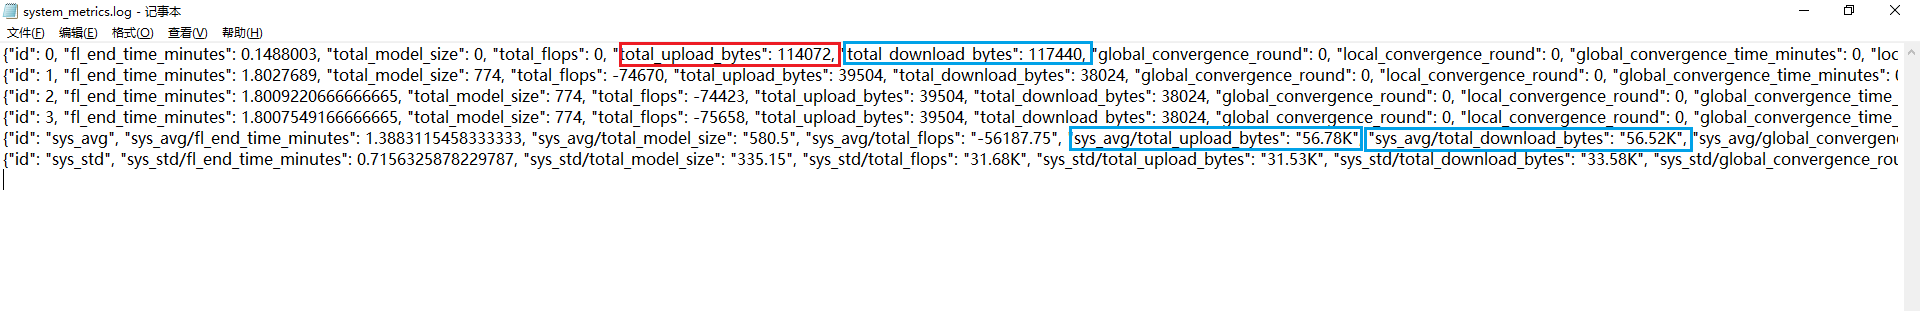 system_metrics.log - 记事本
文件(F) 编辑(E) 格式(O) 查看(V) 帮助(H)
{"id": 0, "fl_end_time_minutes": 0.1488003, "total_model_size": 0, "total_flops": 0, "total_upload_bytes": 114072, "total_download_bytes": 117440, "global_convergence_round": 0, "local_convergence_round": 0, "global_convergence_time_minutes": 0, "loc
{"id": 1, "fl_end_time_minutes": 1.8027689, "total_model_size": 774, "total_flops": -74670, "total_upload_bytes": 39504, "total_download_bytes": 38024, "global_convergence_round": 0, "local_convergence_round": 0, "global_convergence_time_minutes": 0
{"id": 2, "fl_end_time_minutes": 1.8009220666666665, "total_model_size": 774, "total_flops": -74423, "total_upload_bytes": 39504, "total_download_bytes": 38024, "global_convergence_round": 0, "local_convergence_round": 0, "global_convergence_time_
{"id": 3, "fl_end_time_minutes": 1.8007549166666665, "total_model_size": 774, "total_flops": -75658, "total_upload_bytes": 39504, "total_download_bytes": 38024, "global_convergence_round": 0, "local_convergence_round": 0, "global_convergence_time_
{"id": "sys_avg", "sys_avg/fl_end_time_minutes": 1.3883115458333333, "sys_avg/total_model_size": "580.5", "sys_avg/total_flops": "-56187.75", "sys_avg/total_upload_bytes": "56.78K", "sys_avg/total_download_bytes": "56.52K", "sys_avg/global_convergen
{"id": "sys_std", "sys_std/fl_end_time_minutes": 0.7156325878229787, "sys_std/total_model_size": "335.15", "sys_std/total_flops": "31.68K", "sys_std/total_upload_bytes": "31.53K", "sys_std/total_download_bytes": "33.58K", "sys_std/global_convergence_rou